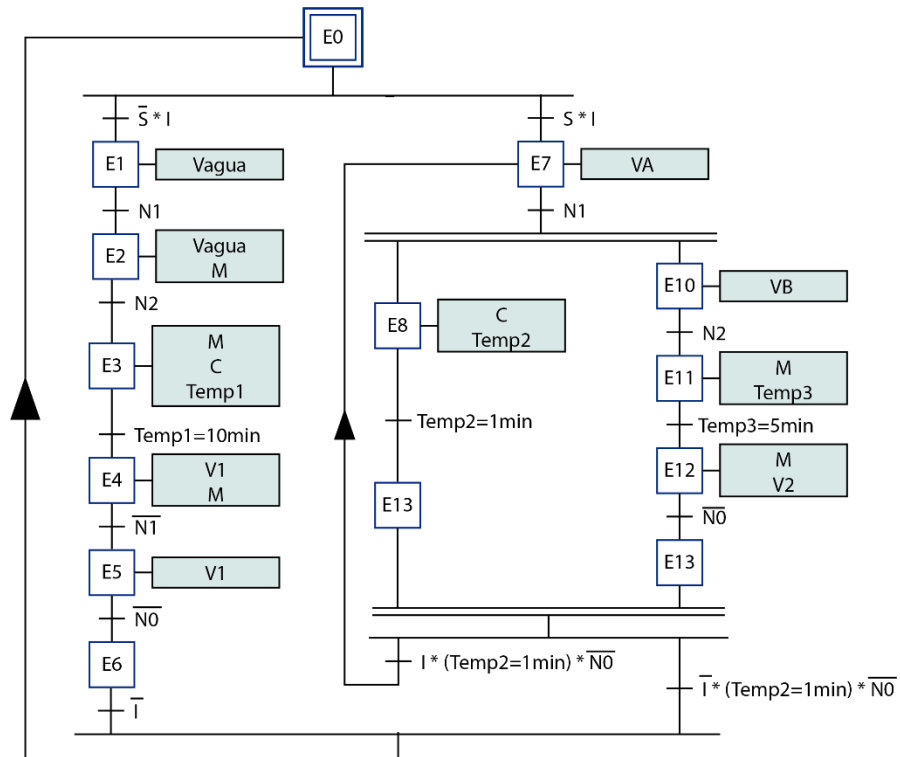 E0
S̅ * I
S * I
E1
Vagua
E7
VA
N1
N1
E2
Vagua
M
E10
VB
N2
E8
C
Temp2
N2
E3
M
C
Temp1
E11
M
Temp3
Temp2=1min
Temp3=5min
Temp1=10min
E4
V1
M
E12
M
V2
E13
N̅1̅
N̅0̅
E5
V1
E13
N̅0̅
E6
I * (Temp2=1min) * N̅0̅
I̅ * (Temp2=1min) * N̅0̅
I̅